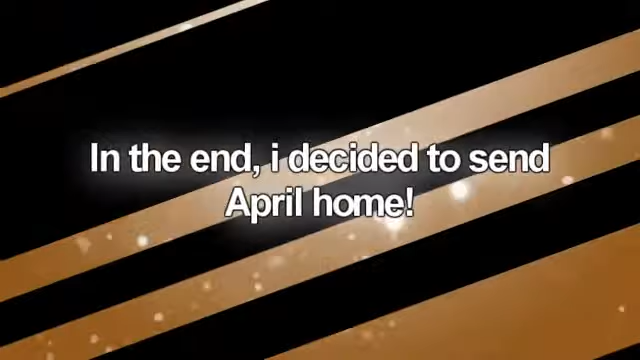 In the end, i decided to send
April home!